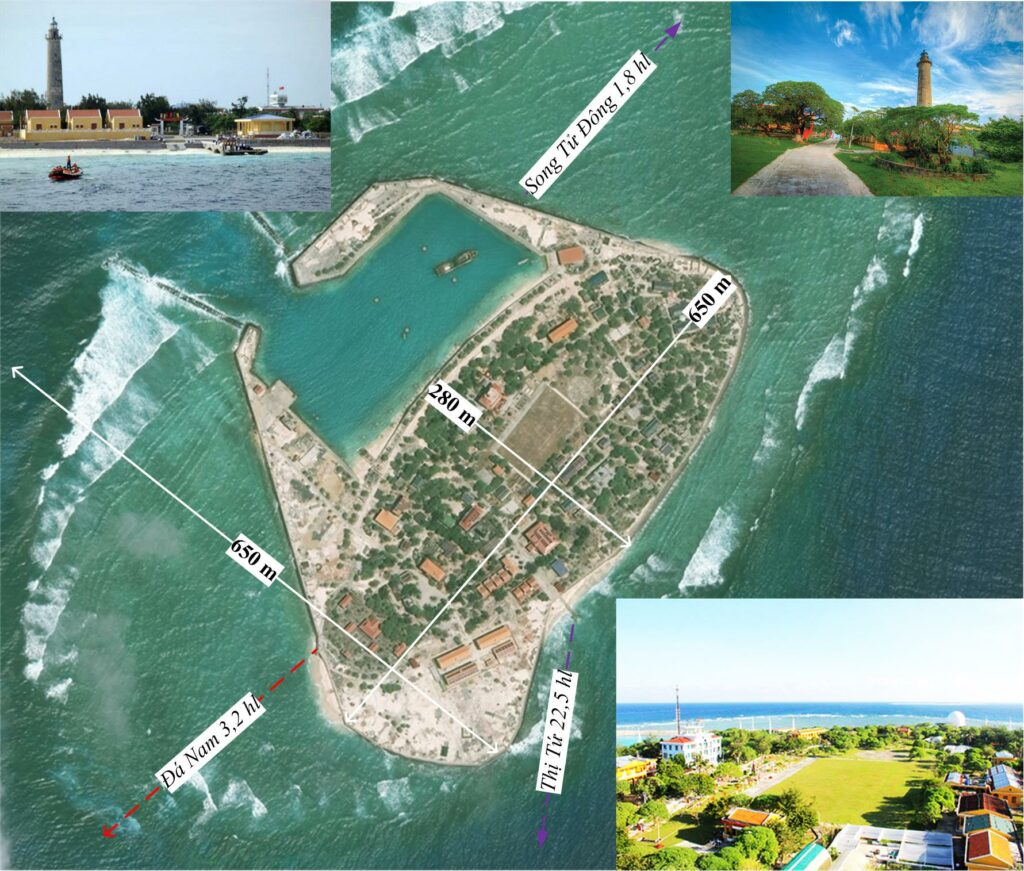 Song Tử Đông 1,8 hl
650 m
280 m
650 m
Đá Nam 3,2 hl
Thị Tứ 22,5 hl